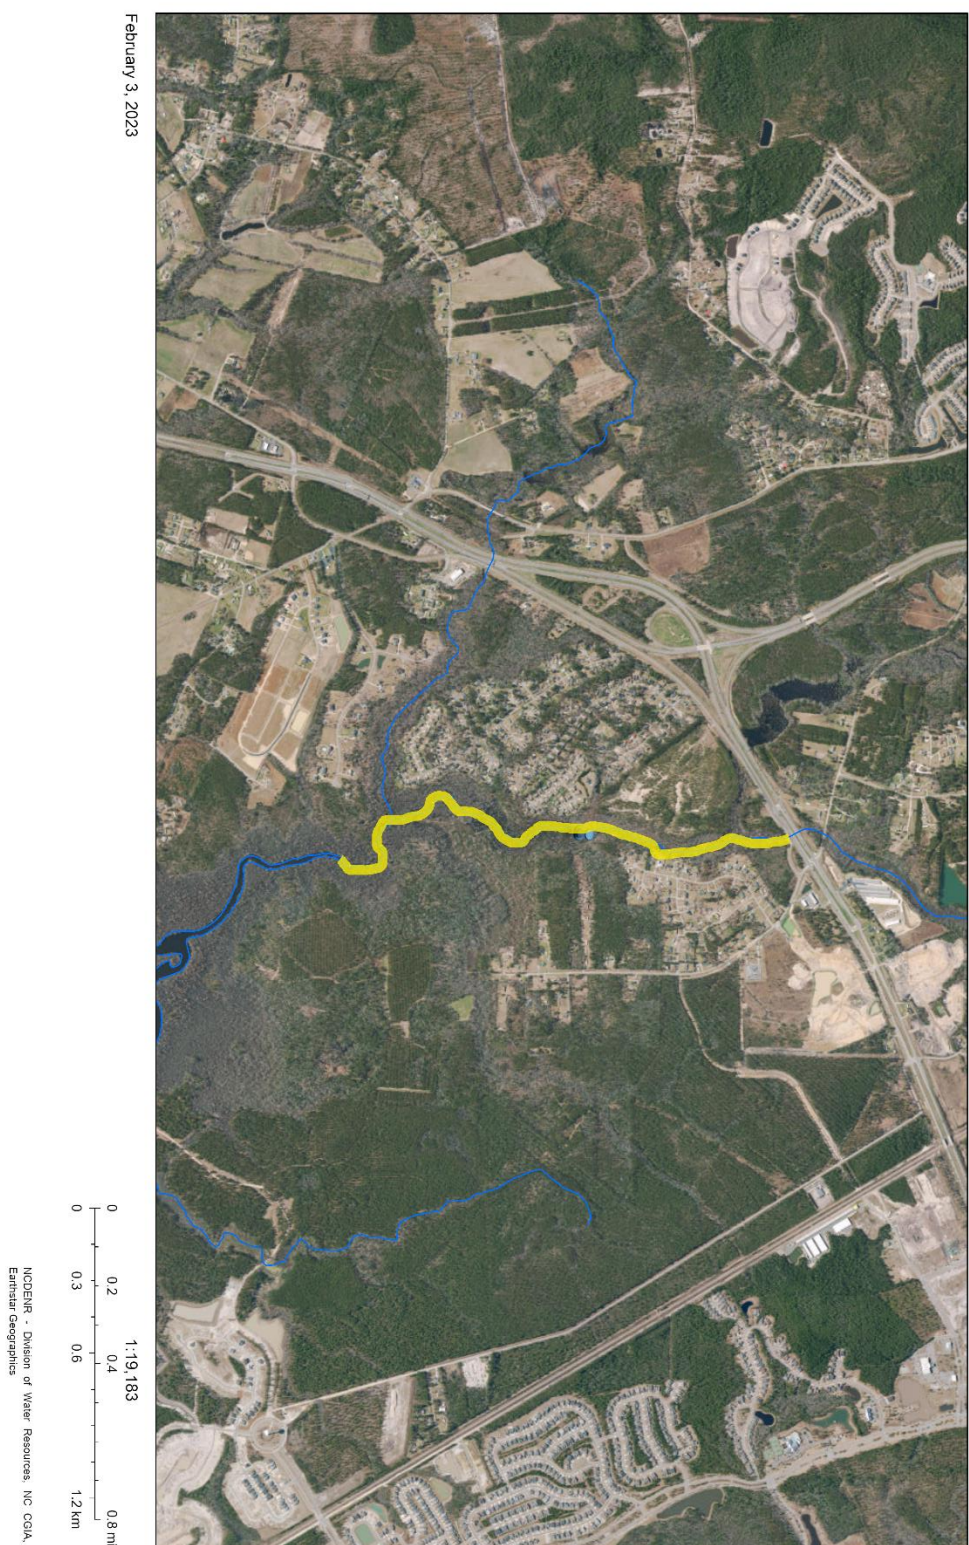 February 3, 2023
1:19,183
0 0.2 0.4 0.8 mi
0 0.3 0.6 1.2 km
NCDENR - Division of Water Resources, NC CGIA,
Earthstar Geographics